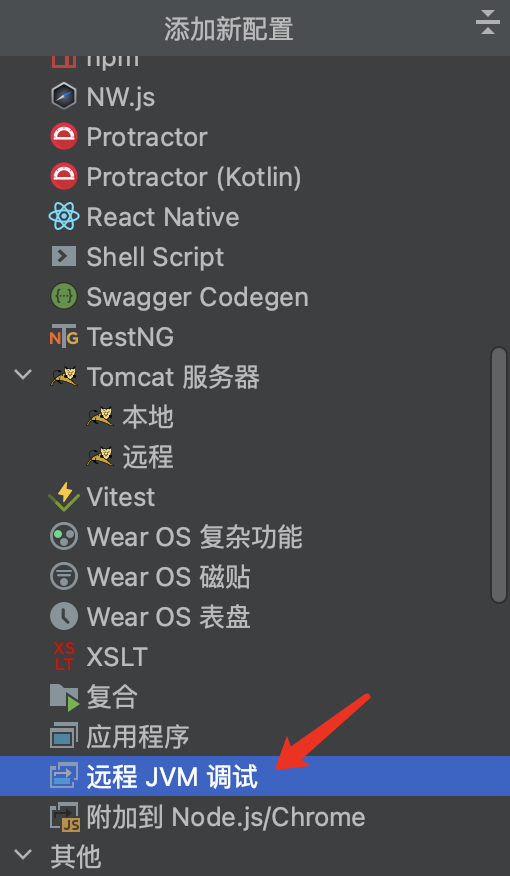 添加新配置
npm
NW.js
Protractor
Protractor (Kotlin)
React Native
Shell Script
Swagger Codegen
TestNG
Tomcat 服务器
本地
远程
Vitest
Wear OS 复杂功能
Wear OS 磁贴
Wear OS 表盘
XSLT
复合
应用程序
远程 JVM 调试
附加到 Node.js/Chrome
其他